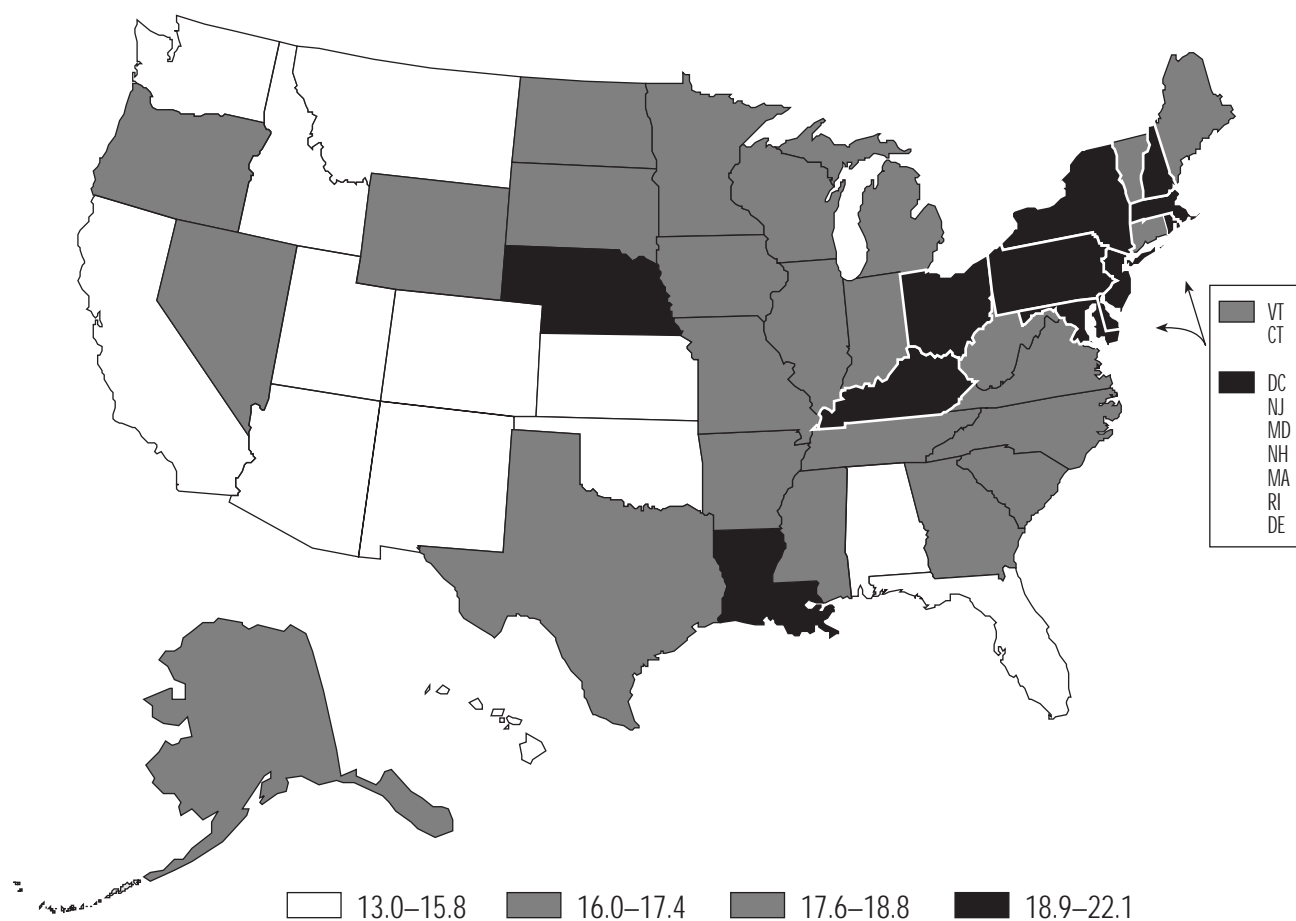 VT
CT
DC
NJ
MD
NH
MA
RI
DE
13.0–15.8 16.0–17.4 17.6–18.8 18.9–22.1